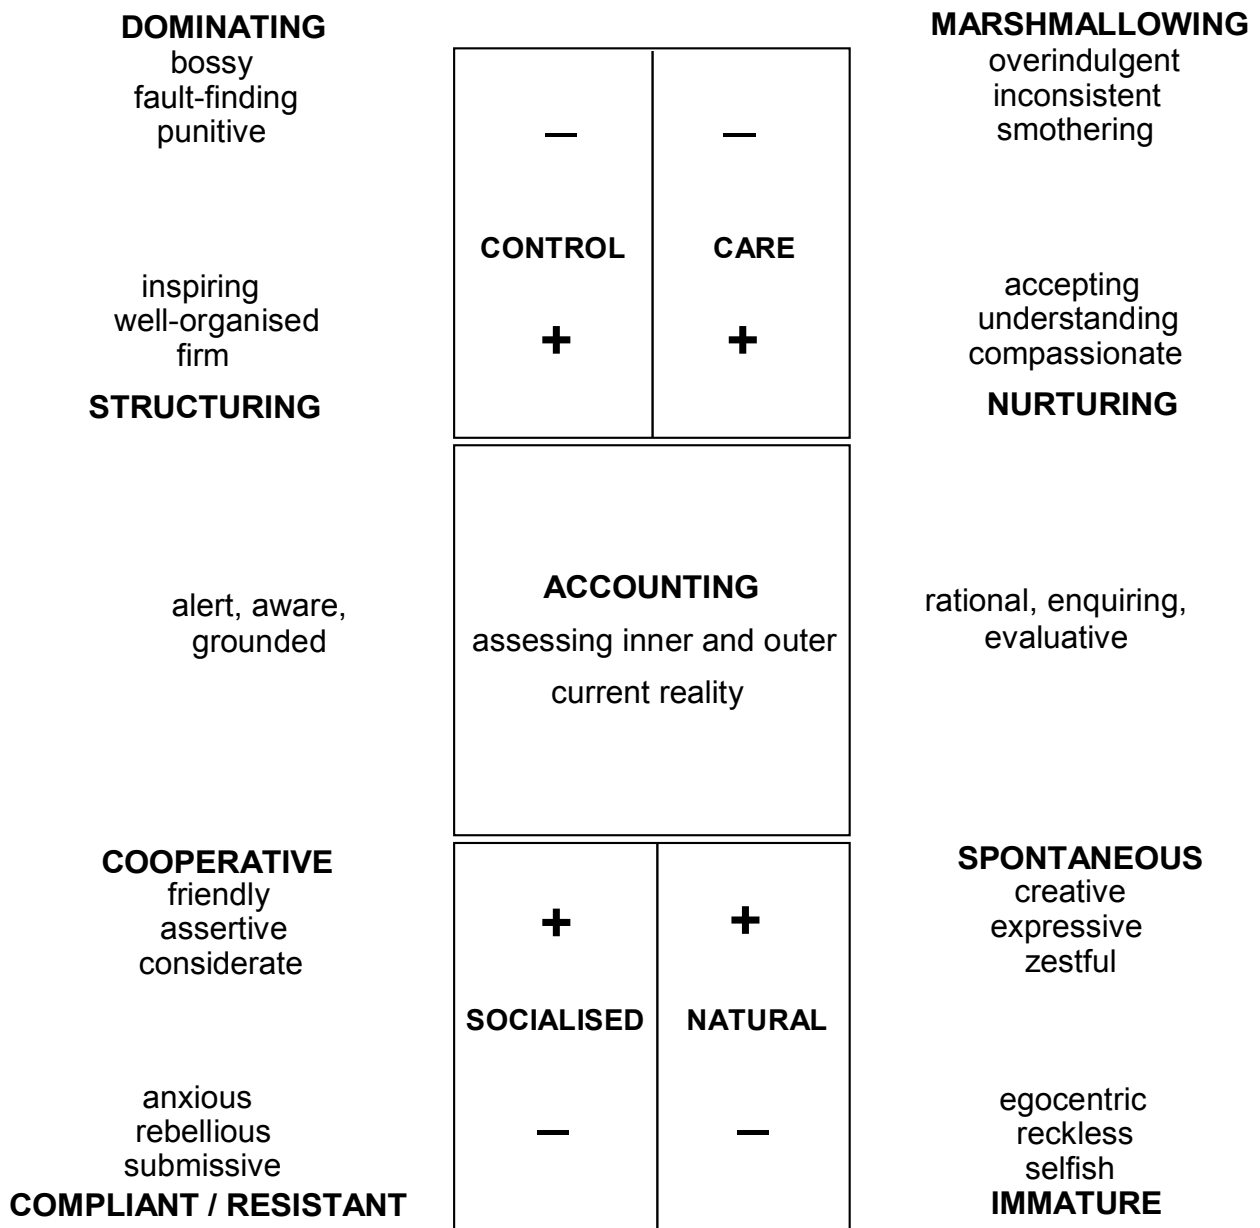 DOMINATING
bossy
fault-finding
punitive
MARSHMALLOWING
overindulgent
inconsistent
smothering
– –
CONTROL CARE
+ +
inspiring
well-organised
firm
STRUCTURING
accepting
understanding
compassionate
NURTURING
alert, aware,
grounded
ACCOUNTING
assessing inner and outer
current reality
rational, enquiring,
evaluative
COOPERATIVE
friendly
assertive
considerate
+ +
SOCIALISED NATURAL
– –
SPONTANEOUS
creative
expressive
zestful
anxious
rebellious
submissive
COMPLIANT / RESISTANT
egocentric
reckless
selfish
IMMATURE